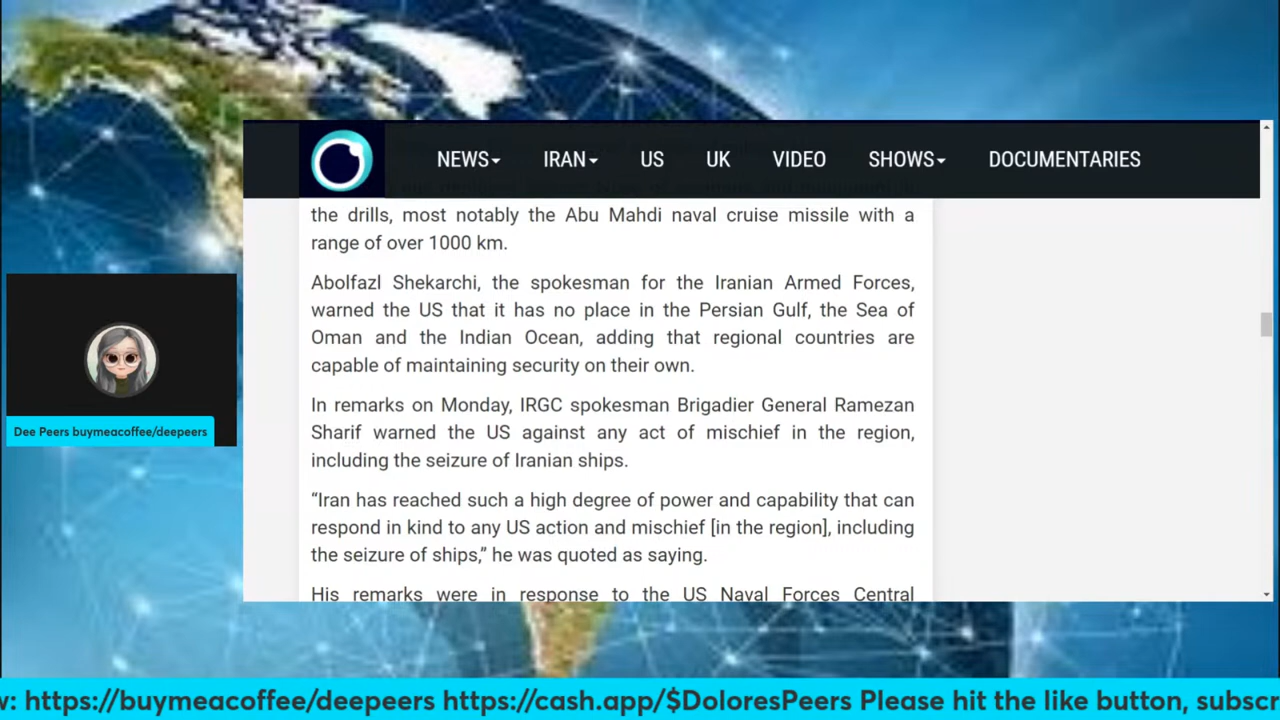 NEWS IRAN US UK VIDEO SHOWS DOCUMENTARIES
the drills, most notably the Abu Mahdi naval cruise missile with a
range of over 1000 km.
Abolfazl Shekarchi, the spokesman for the Iranian Armed Forces,
warned the US that it has no place in the Persian Gulf, the Sea of
Oman and the Indian Ocean, adding that regional countries are
capable of maintaining security on their own.
In remarks on Monday, IRGC spokesman Brigadier General Ramezan
Sharif warned the US against any act of mischief in the region,
including the seizure of Iranian ships.
“Iran has reached such a high degree of power and capability that can
respond in kind to any US action and mischief [in the region], including
the seizure of ships,” he was quoted as saying.
His remarks were in response to the US Naval Forces Central
Dee Peers buymeacoffee/deepeers
w: https://buymeacoffee/deepeers https://cash.app/$DoloresPeers Please hit the like button, subscr